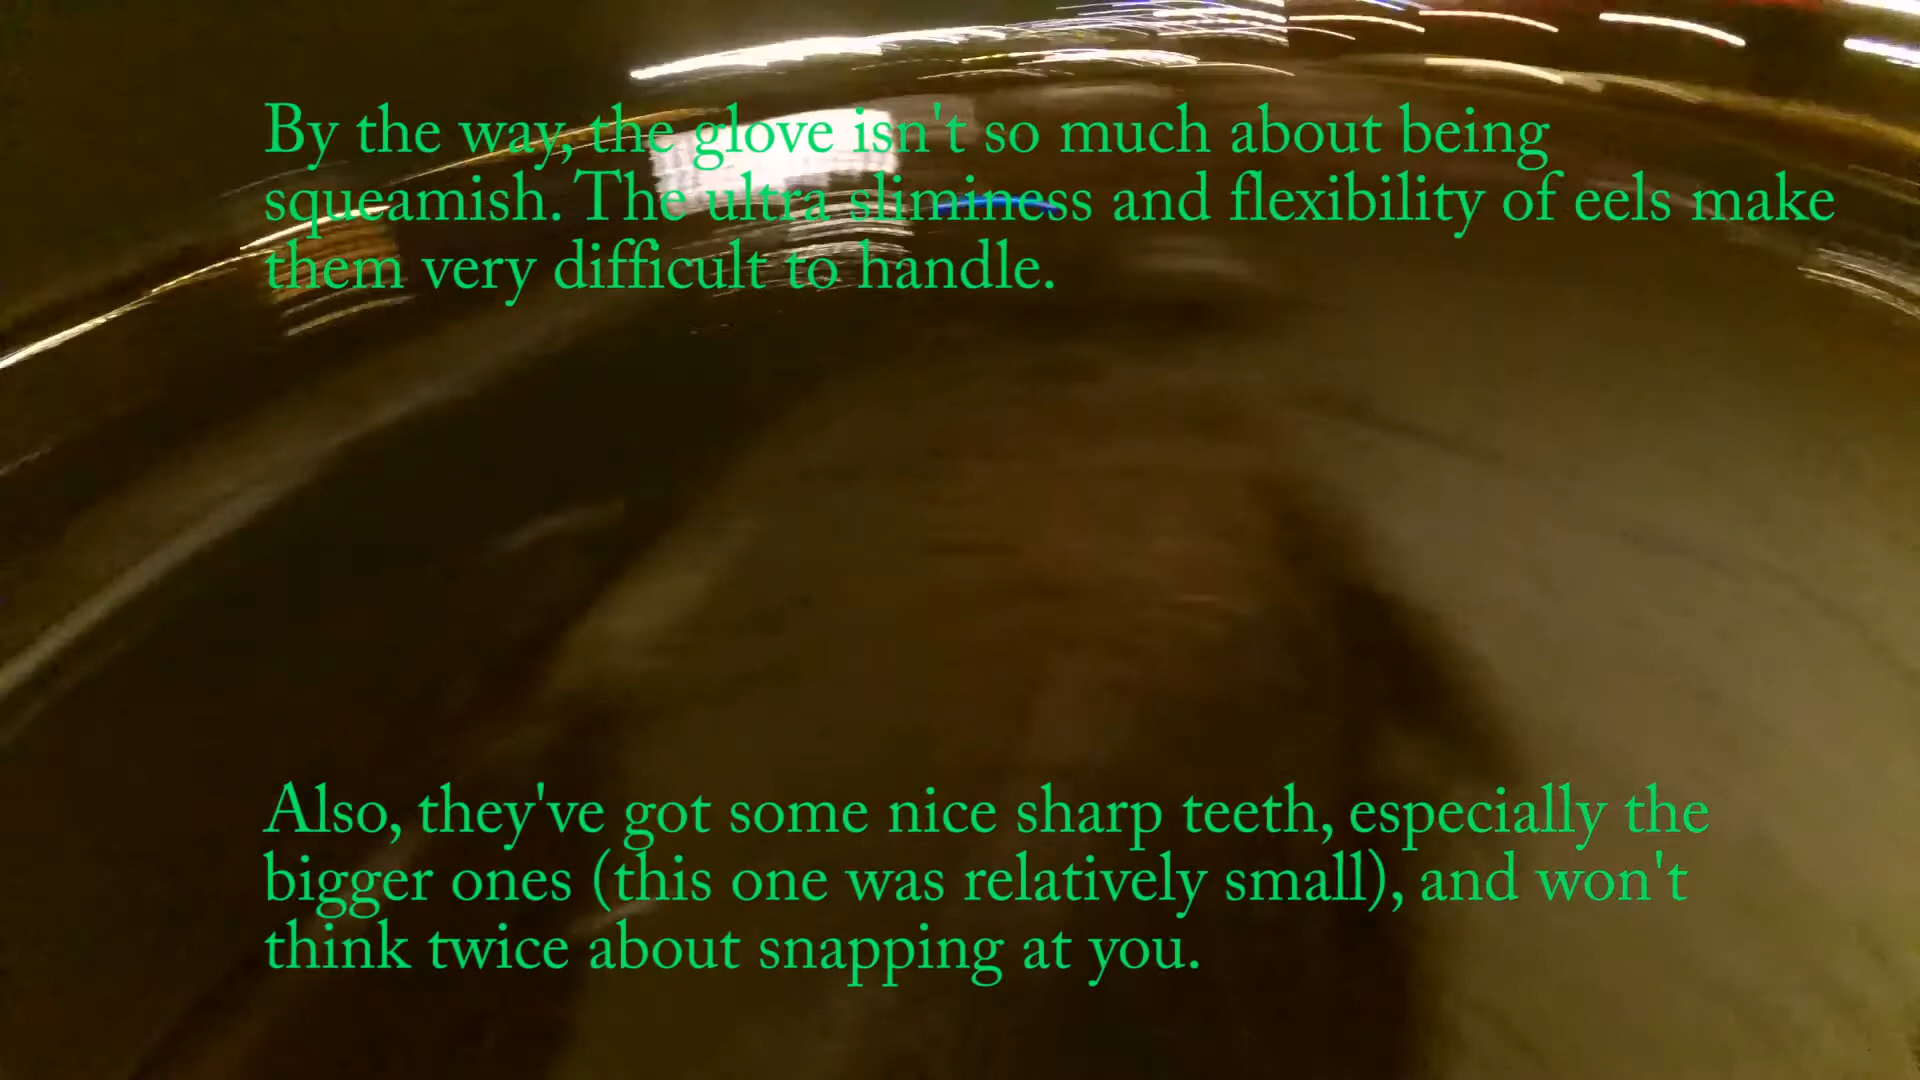 By the way, the glove isn't so much about being
squeamish. The ultra sliminess and flexibility of eels make
them very difficult to handle.
Also, they've got some nice sharp teeth, especially the
bigger ones (this one was relatively small), and won't
think twice about snapping at you.